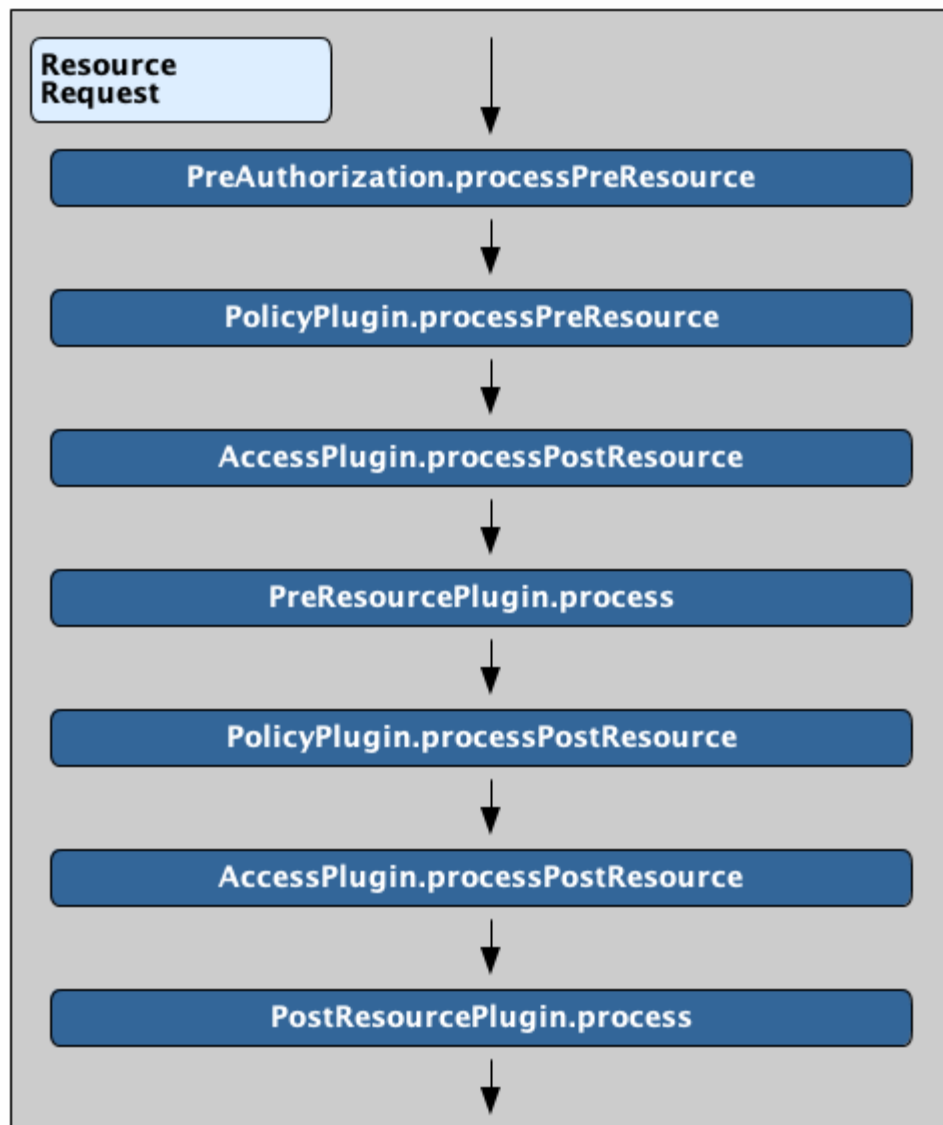 Resource
Request
PreAuthorization.processPreResource
PolicyPlugin.processPreResource
AccessPlugin.processPostResource
PreResourcePlugin.process
PolicyPlugin.processPostResource
AccessPlugin.processPostResource
PostResourcePlugin.process